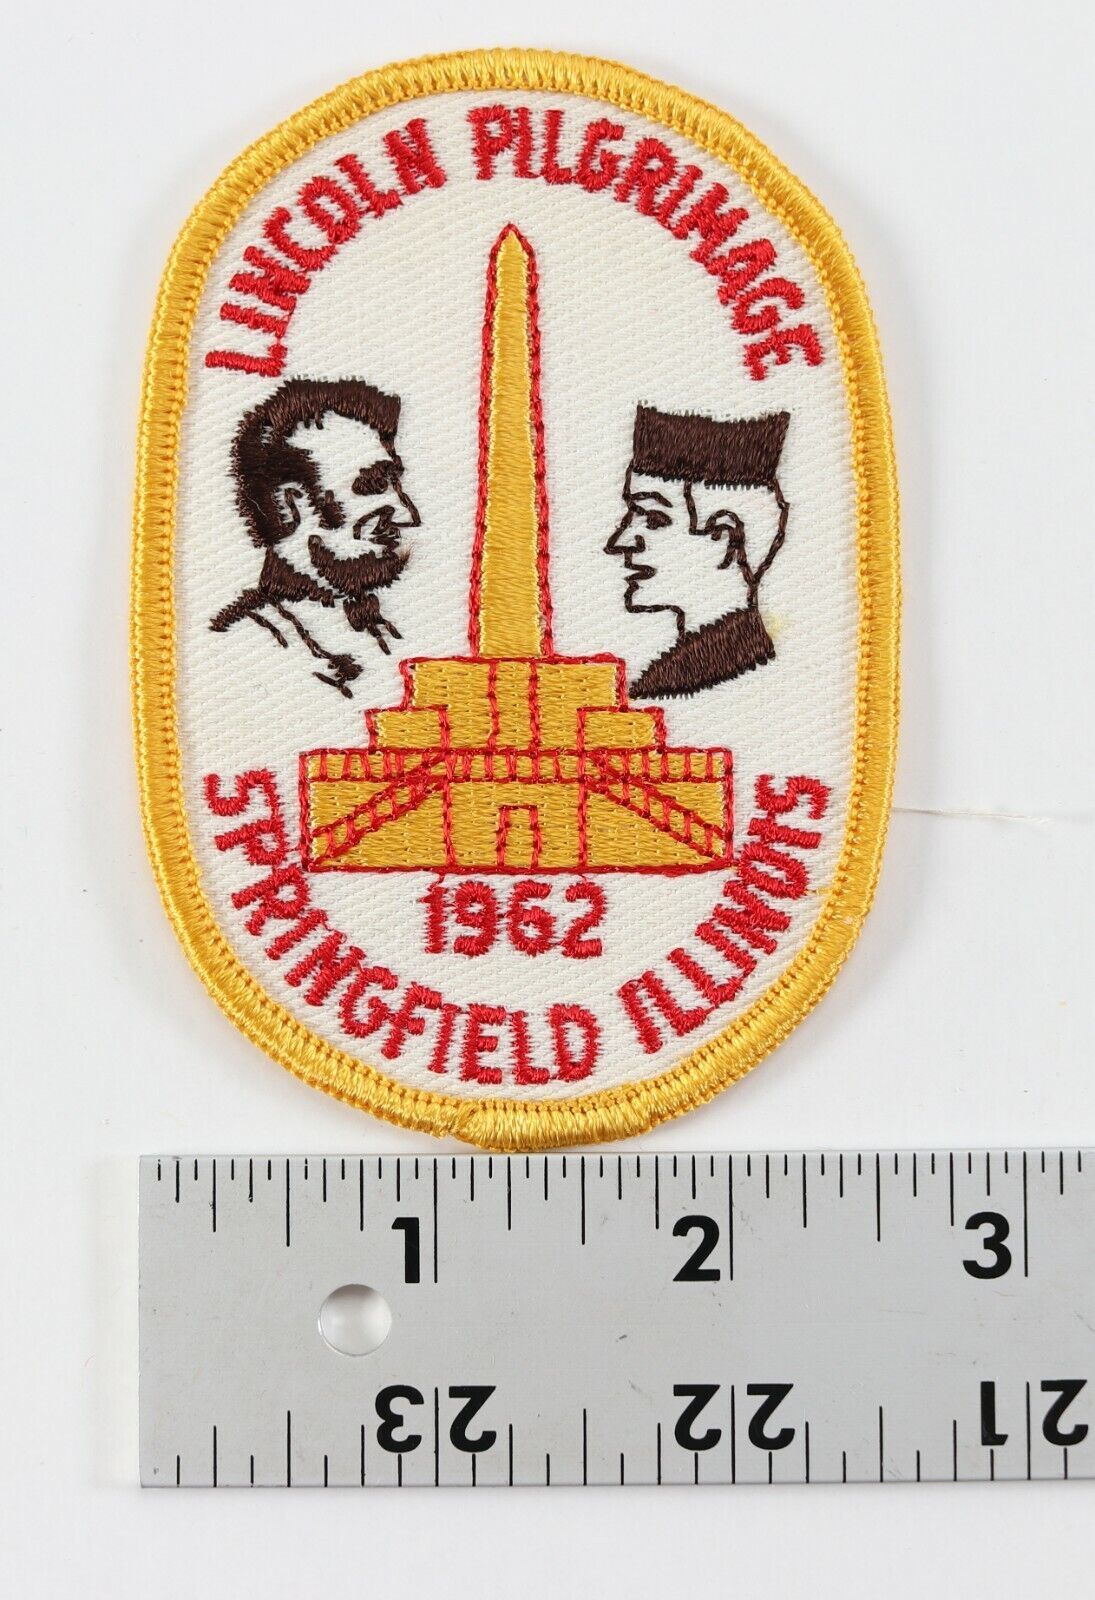 LINCOLN PILGRIMAGE
1962
SPRINGFIELD ILLINOIS
1 2 3
23 22 21